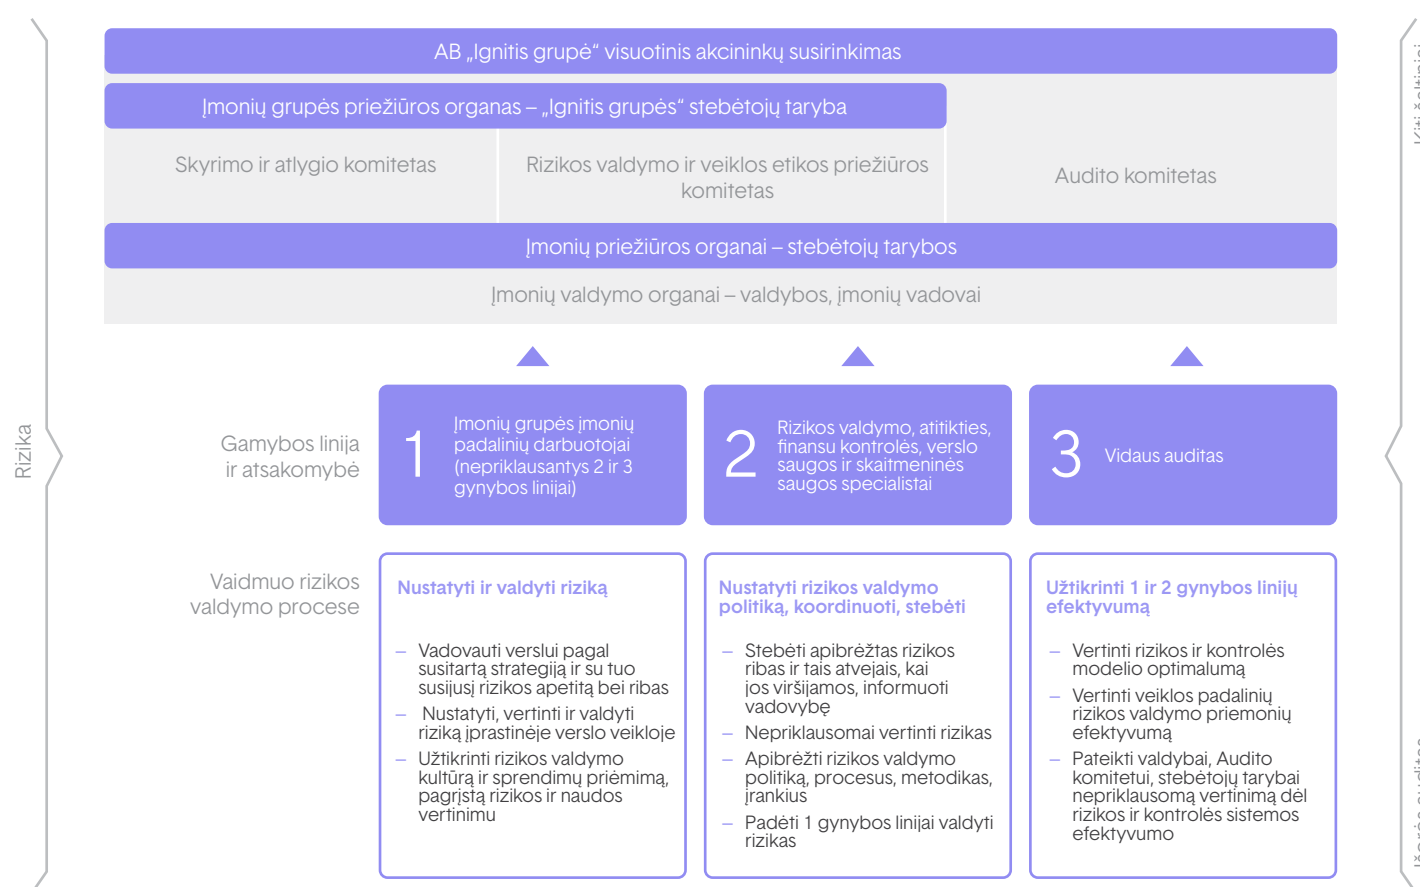 AB „Ignitis grupė“ visuotinis akcininkų susirinkimas
Įmonių grupės priežiūros organas – „Ignitis grupės“ stebėtojų taryba
Skyrimo ir atlygio komitetas
Rizikos valdymo ir veiklos etikos priežiūros
komitetas
Audito komitetas
Įmonių priežiūros organai – stebėtojų tarybos
Įmonių valdymo organai – valdybos, įmonių vadovai
Rizika
Gamybos linija
ir atsakomybė
1
Įmonių grupės įmonių
padalinių darbuotojai
(nepriklausantys 2 ir 3
gynybos linijai)
2
Rizikos valdymo, atitikties,
finansu kontrolės, verslo
saugos ir skaitmeninės
saugos specialistai
3
Vidaus auditas
Vaidmuo rizikos
valdymo procese
Nustatyti ir valdyti riziką
– Vadovauti verslui pagal
susitartą strategiją ir su tuo
susijusį rizikos apetitą bei ribas
– Nustatyti, vertinti ir valdyti
riziką įprastinėje verslo veikloje
– Užtikrinti rizikos valdymo
kultūrą ir sprendimų priėmimą,
pagrįstą rizikos ir naudos
vertinimu
Nustatyti rizikos valdymo
politiką, koordinuoti, stebėti
– Stebėti apibrėžtas rizikos
ribas ir tais atvejais, kai
jos viršijamos, informuoti
vadovybę
– Nepriklausomai vertinti rizikas
– Apibrėžti rizikos valdymo
politiką, procesus, metodikas,
įrankius
– Padėti 1 gynybos linijai valdyti
rizikas
Užtikrinti 1 ir 2 gynybos linijų
efektyvumą
– Vertinti rizikos ir kontrolės
modelio optimalumą
– Vertinti veiklos padalinių
rizikos valdymo priemonių
efektyvumą
– Pateikti valdybai, Audito
komitetui, stebėtojų tarybai
nepriklausomą vertinimą dėl
rizikos ir kontrolės sistemos
efektyvumo